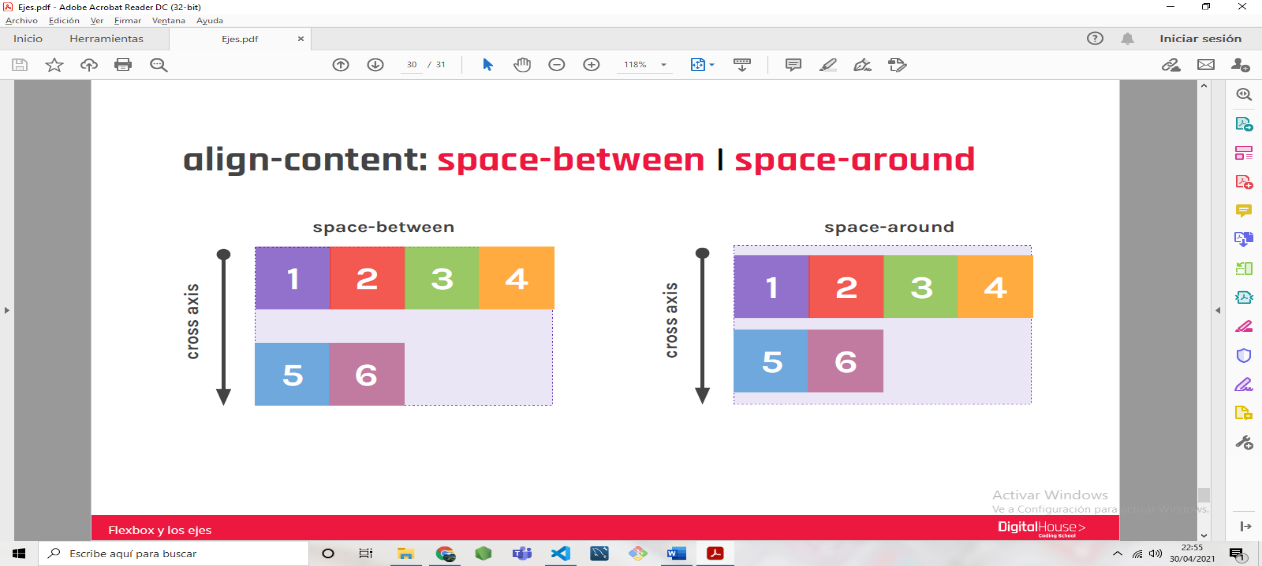 Ejes.pdf - Adobe Acrobat Reader DC (32-bit)
Archivo Edición Ver Firmar Ventana Ayuda
Inicio Herramientas Ejes.pdf × Iniciar sesión
30 / 31 118%
align-content: space-between | space-around
space-between
space-around
cross axis
1 2 3 4
5 6
cross axis
1 2 3 4
5 6
Activar Windows
Ve a Configuración para activar Windows.
Flexbox y los ejes
DigitalHouse>
Coding School
Escribe aquí para buscar
22:55
30/04/2021
1